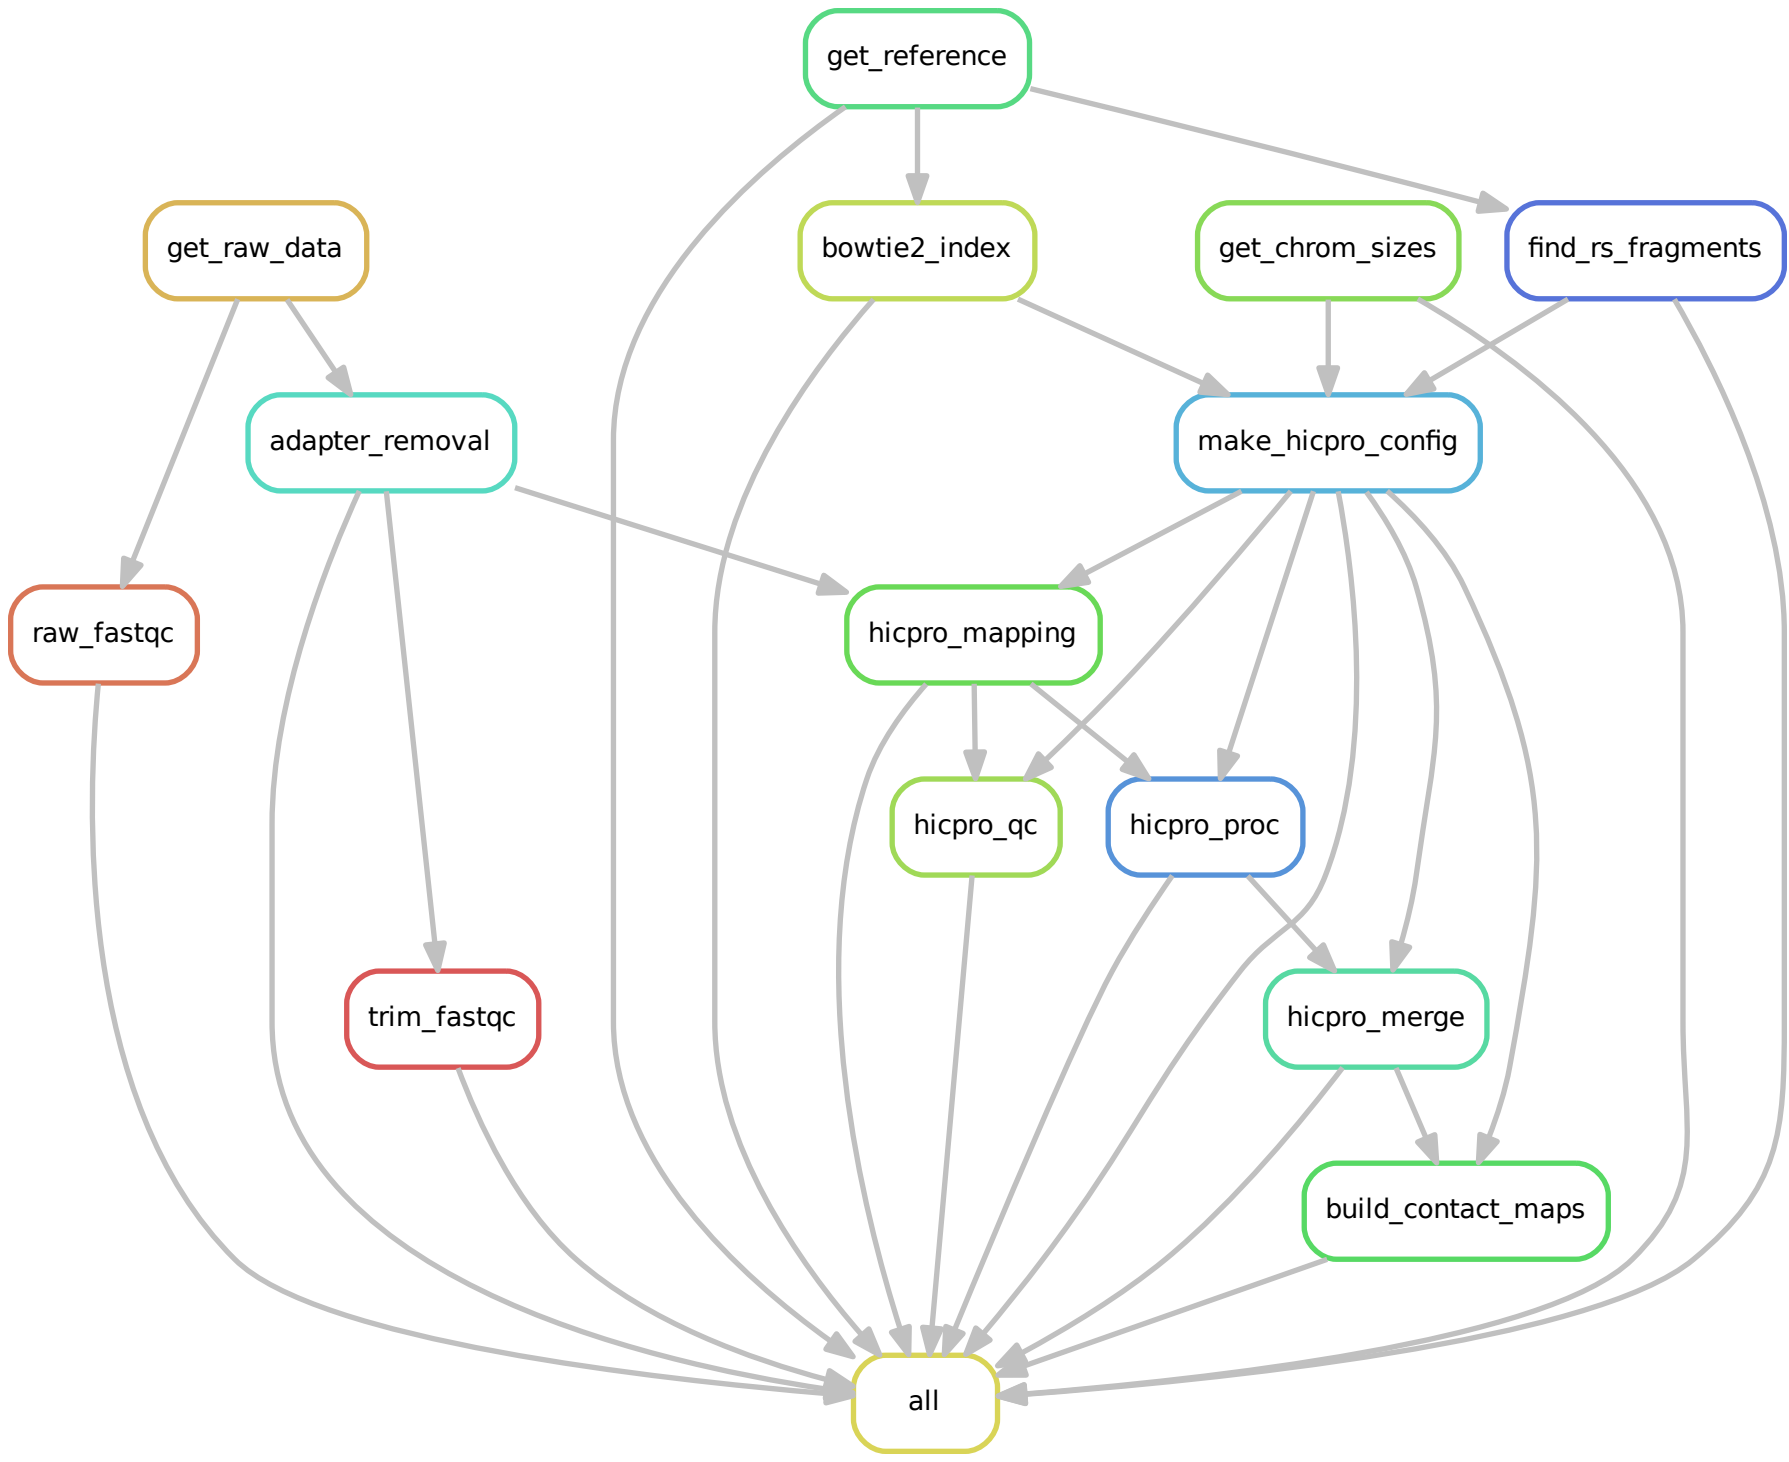 get_reference
get_raw_data
bowtie2_index
get_chrom_sizes
find_rs_fragments
adapter_removal
make_hicpro_config
raw_fastqc
hicpro_mapping
hicpro_qc
hicpro_proc
trim_fastqc
hicpro_merge
build_contact_maps
all